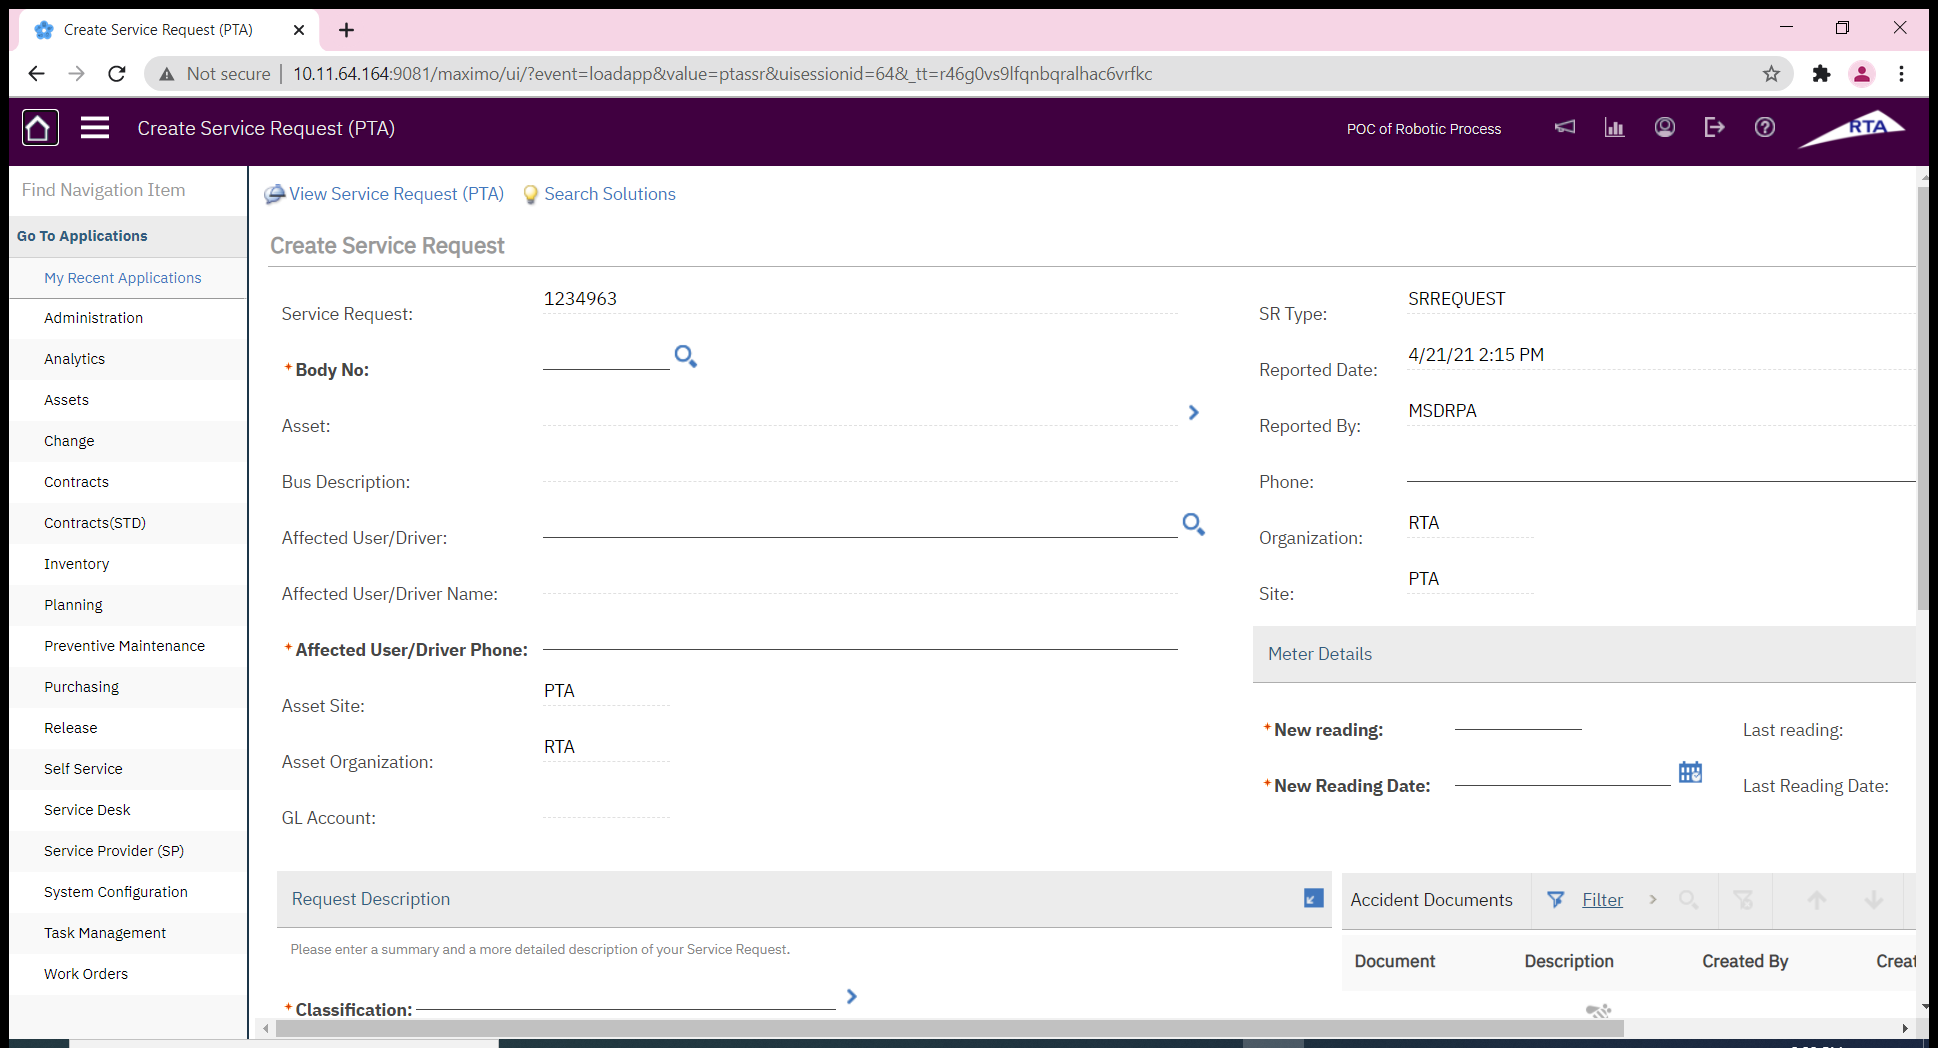 Create Service Request (PTA)
Not secure | 10.11.64.164:9081/maximo/ui/?event=loadapp&value=ptassr&uisessionid=64&_tt=r46g0vs9lfqnbqralhac6vrfkc
Create Service Request (PTA)
POC of Robotic Process
RTA
Find Navigation Item
Go To Applications
My Recent Applications
Administration
Analytics
Assets
Change
Contracts
Contracts(STD)
Inventory
Planning
Preventive Maintenance
Purchasing
Release
Self Service
Service Desk
Service Provider (SP)
System Configuration
Task Management
Work Orders
View Service Request (PTA) Search Solutions
Create Service Request
Service Request: 1234963
*Body No:
Asset:
Bus Description:
Affected User/Driver:
Affected User/Driver Name:
*Affected User/Driver Phone:
Asset Site: PTA
Asset Organization: RTA
GL Account:
SR Type: SRREQUEST
Reported Date: 4/21/21 2:15 PM
Reported By: MSDRPA
Phone:
Organization: RTA
Site: PTA
Meter Details
*New reading: Last reading:
*New Reading Date: Last Reading Date:
Request Description
Please enter a summary and a more detailed description of your Service Request.
*Classification:
Accident Documents Filter
Document Description Created By Creat